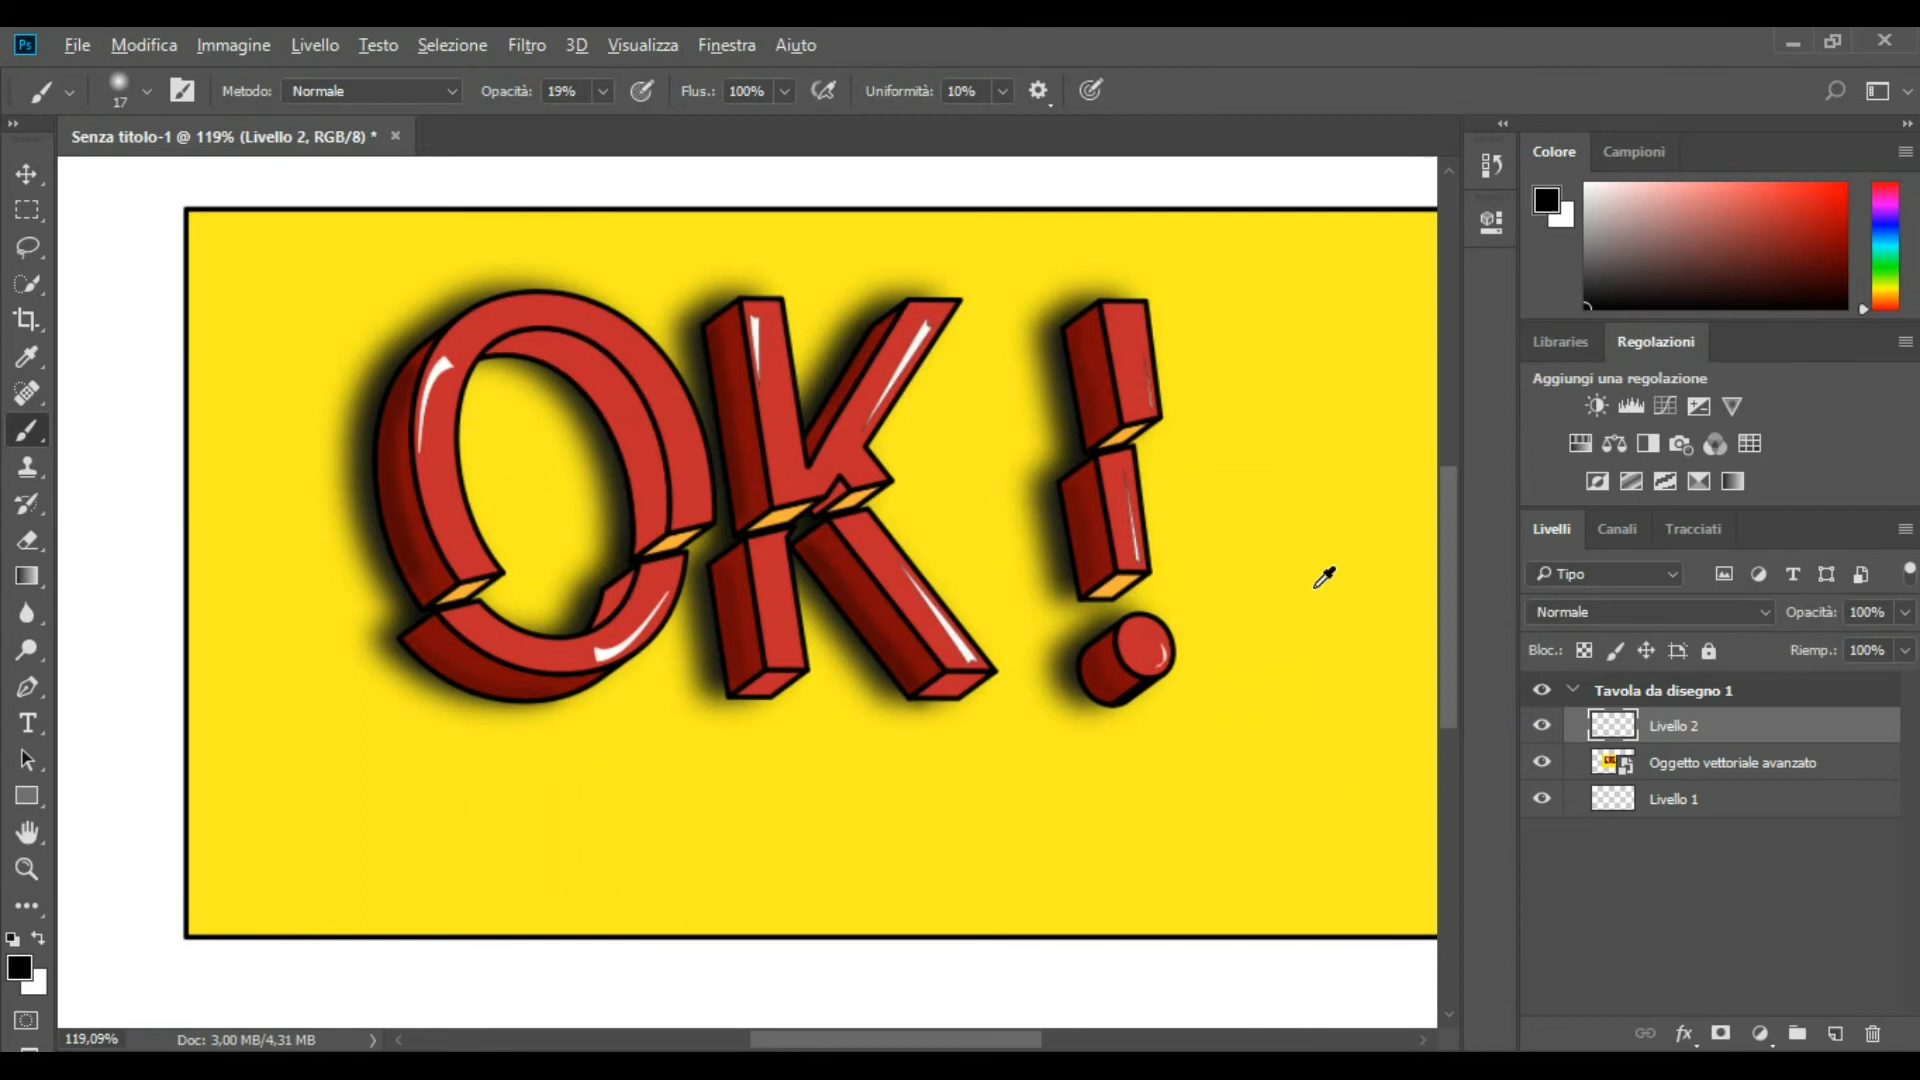 Ps File Modifica Immagine Livello Testo Selezione Filtro 3D Visualizza Finestra Aiuto
17 Metodo: Normale Opacità: 19% Flus.: 100% Uniformità: 10%
Senza titolo-1 @ 119% (Livello 2, RGB/8) *
OK!
Colore Campioni
Libraries Regolazioni
Aggiungi una regolazione
Livelli Canali Tracciati
Tipo
Normale Opacità: 100%
Bloc.: Riemp.: 100%
Tavola da disegno 1
Livello 2
Oggetto vettoriale avanzato
Livello 1
fx
119,09% Doc: 3,00 MB/4,31 MB